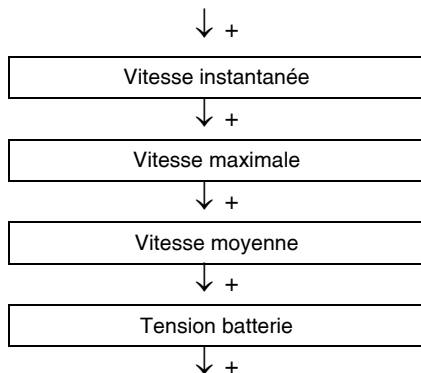 ↓ +
Vitesse instantanée
↓ +
Vitesse maximale
↓ +
Vitesse moyenne
↓ +
Tension batterie
↓ +